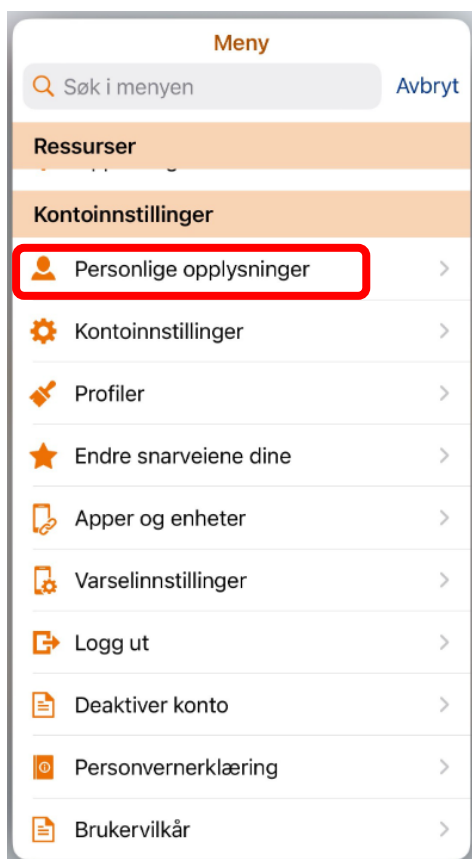 Meny
Søk i menyen
Avbryt
Ressurser
Kontoinnstillinger
Personlige opplysninger
Kontoinnstillinger
Profiler
Endre snarveiene dine
Apper og enheter
Varselinnstillinger
Logg ut
Deaktiver konto
Personvernerklæring
Brukervilkår